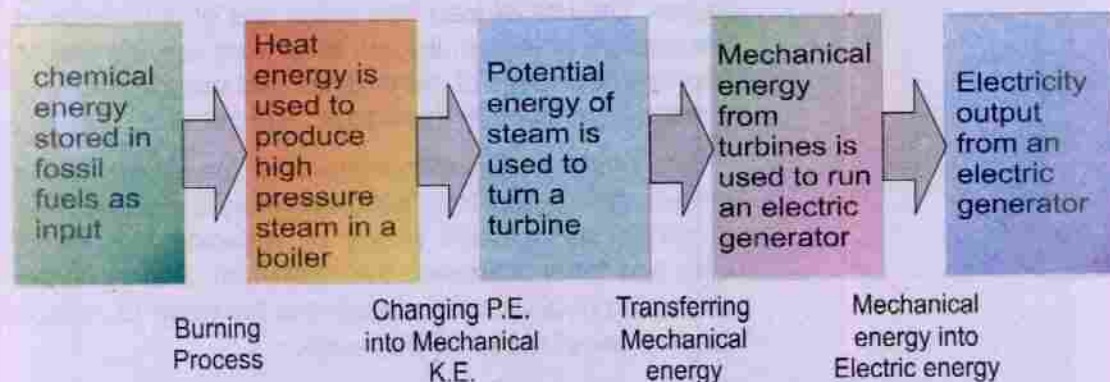 chemical
energy
stored in
fossil
fuels as
input
Heat
energy is
used to
produce
high
pressure
steam in a
boiler
Potential
energy of
steam is
used to
turn a
turbine
Mechanical
energy
from
turbines is
used to run
an electric
generator
Electricity
output
from an
electric
generator
Burning
Process
Changing P.E.
into Mechanical
K.E.
Transferring
Mechanical
energy
Mechanical
energy into
Electric energy